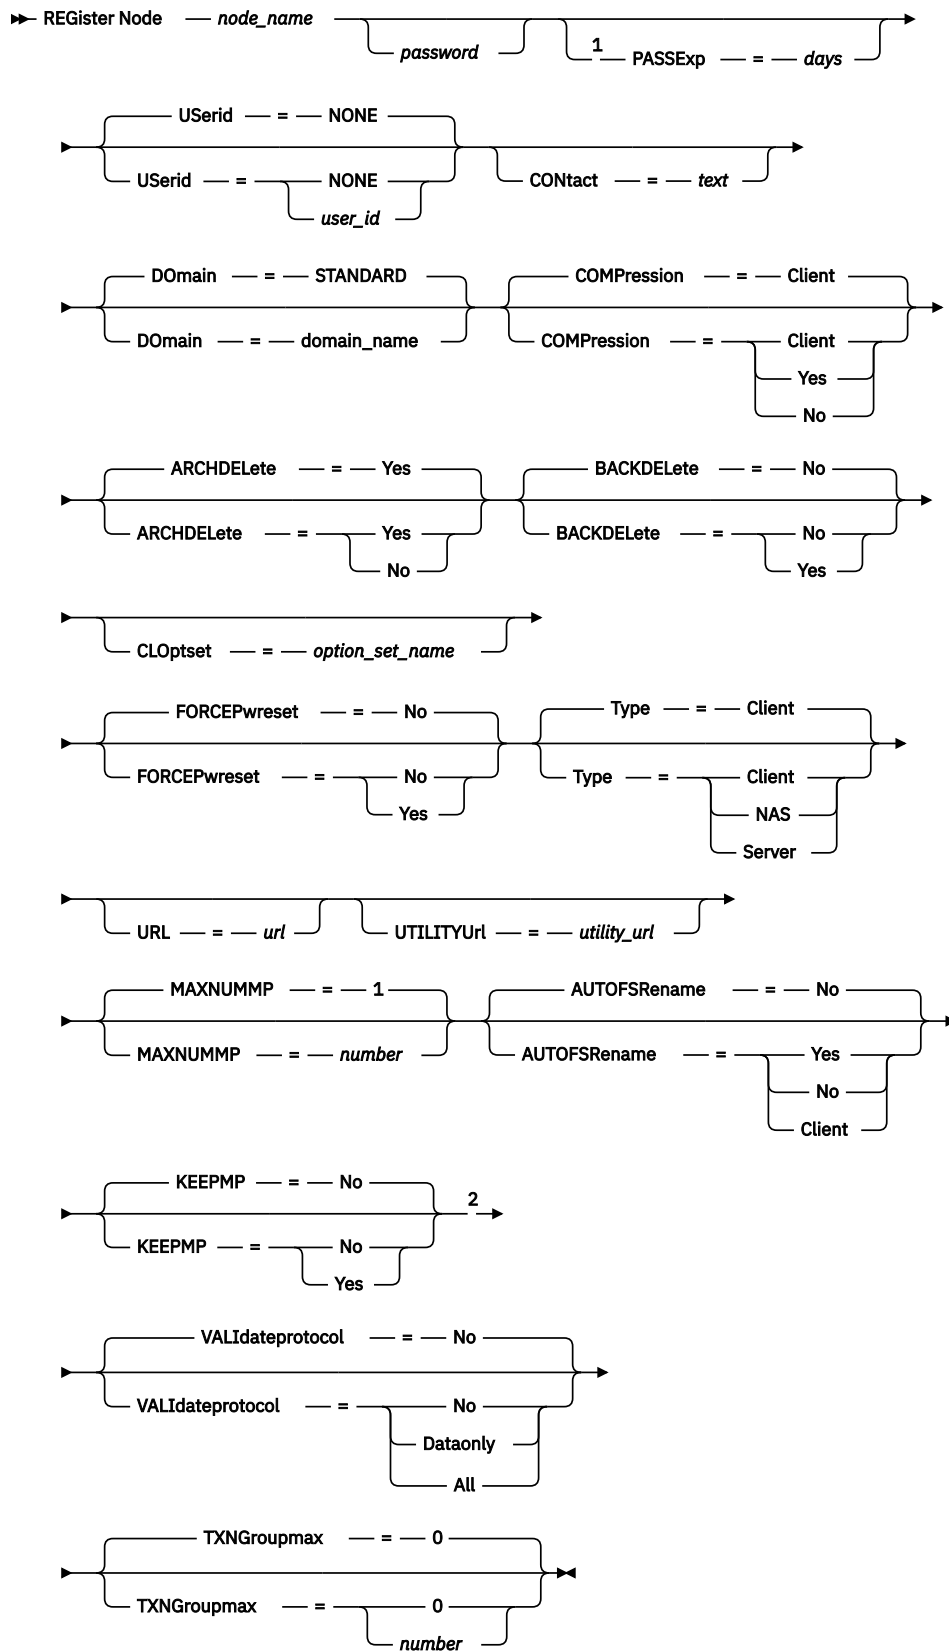 REGister Node node_name
password
1 PASSExp = days
USerid = NONE
USerid = NONE
user_id
CONtact = text
DOmain = STANDARD
DOmain = domain_name
COMPression = Client
COMPression = Client
Yes
No
ARCHDELete = Yes
ARCHDELete = Yes
No
BACKDELete = No
BACKDELete = No
Yes
CLOptset = option_set_name
FORCEPwreset = No
FORCEPwreset = No
Yes
Type = Client
Type = Client
NAS
Server
URL = url
UTILITYUrl = utility_url
MAXNUMMP = 1
MAXNUMMP = number
AUTOFSRename = No
AUTOFSRename = Yes
No
Client
KEEPMP = No
KEEPMP = No
Yes
2
VALIdateprotocol = No
VALIdateprotocol = No
Dataonly
All
TXNGroupmax = 0
TXNGroupmax = 0
number